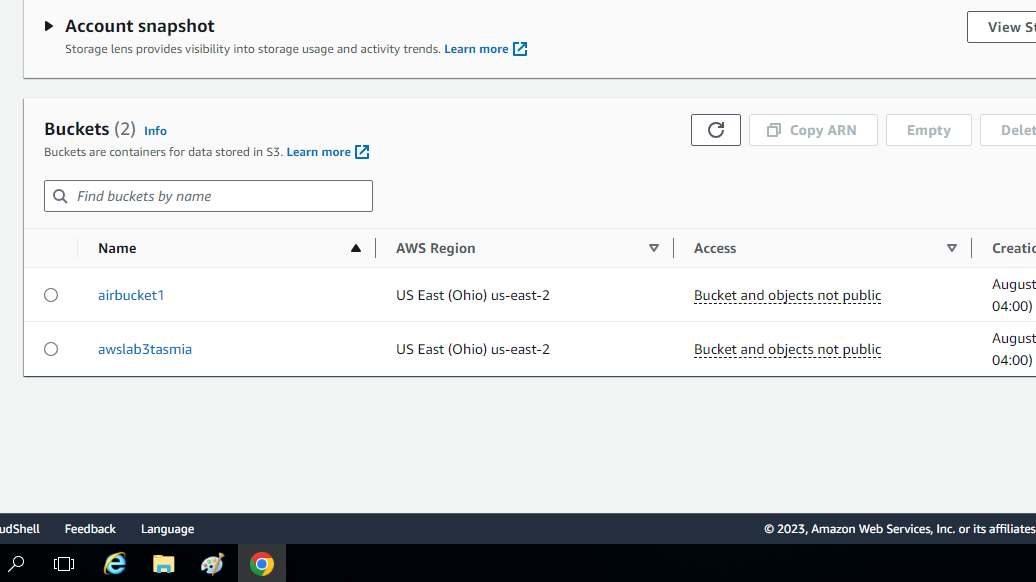 Account snapshot
Storage lens provides visibility into storage usage and activity trends. Learn more
View St
Buckets (2) Info
Buckets are containers for data stored in S3. Learn more
Copy ARN
Empty
Delet
Find buckets by name
Name AWS Region Access Creatic
airbucket1 US East (Ohio) us-east-2 Bucket and objects not public August
04:00)
awslab3tasmia US East (Ohio) us-east-2 Bucket and objects not public August
04:00)
udShell Feedback Language © 2023, Amazon Web Services, Inc. or its affiliates